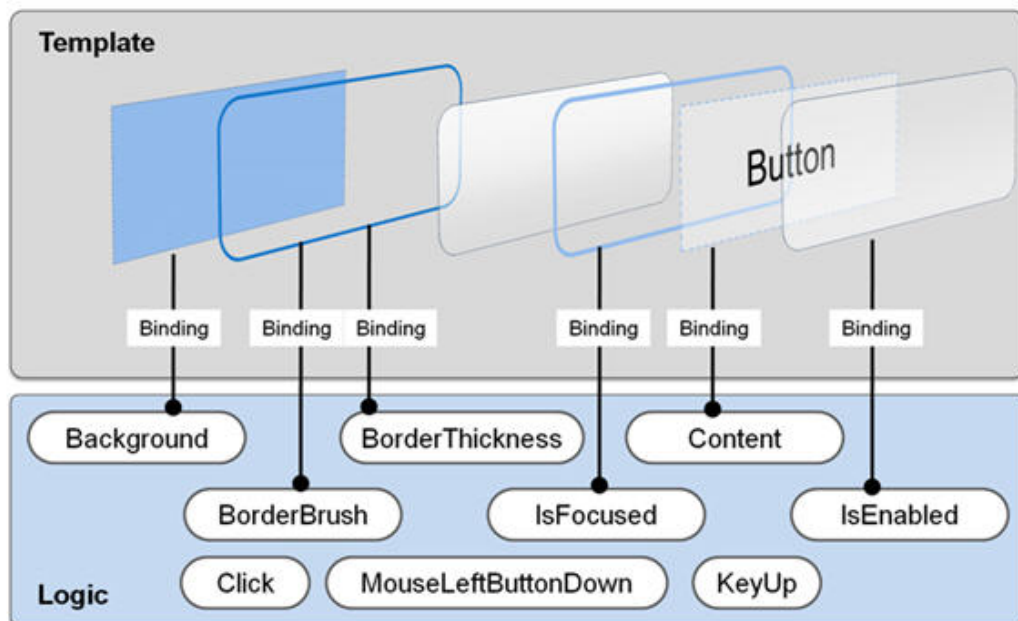 Template
Button
Binding
Binding
Binding
Binding
Binding
Binding
Background
BorderThickness
Content
BorderBrush
IsFocused
IsEnabled
Click
MouseLeftButtonDown
KeyUp
Logic